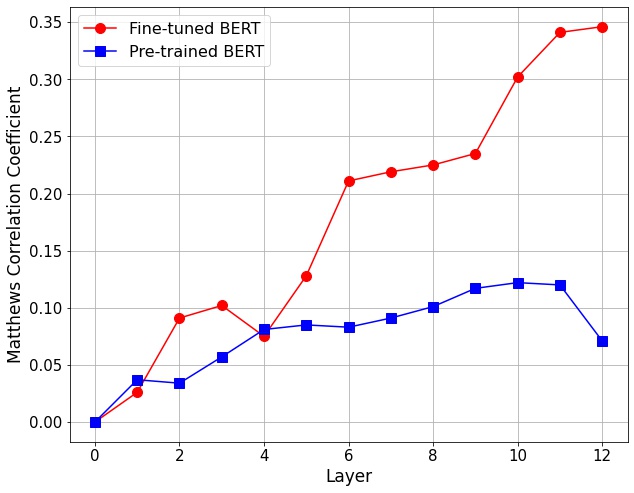 Fine-tuned BERT
Pre-trained BERT
Matthews Correlation Coefficient
0.35
0.30
0.25
0.20
0.15
0.10
0.05
0.00
0 2 4 6 8 10 12
Layer